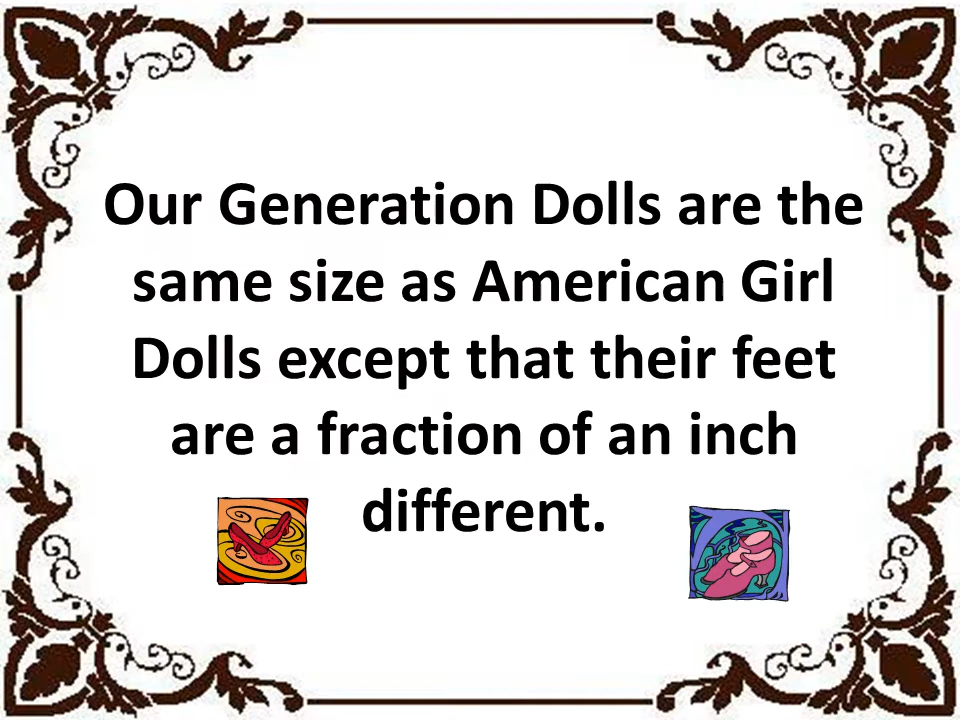 Our Generation Dolls are the
same size as American Girl
Dolls except that their feet
are a fraction of an inch
different.